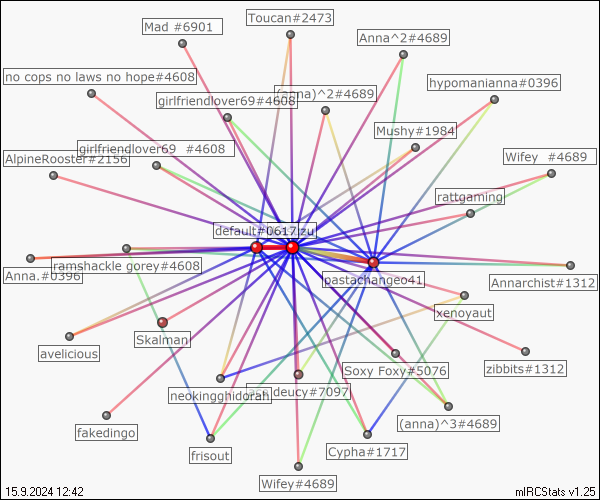 Toucan#2473
Mad #6901
Anna^2#4689
no cops no laws no hope#4608
hypomanianna#0396
girlfriendlover69#4608
(anna)^2#4689
Mushy#1984
girlfriendlover69 #4608
AlpineRooster#2156
Wifey #4689
rattgaming
default#0617
zu
Anna.#0396
ramshackle gorey#4608
pastachangeo41
Annarchist#1312
xenoyaut
Skalman
avelicious
zibbits#1312
Soxy Foxy#5076
neokingghidorah
deucy#7097
(anna)^3#4689
fakedingo
Cypha#1717
frisout
Wifey#4689
15.9.2024 12:42
mIRCStats v1.25